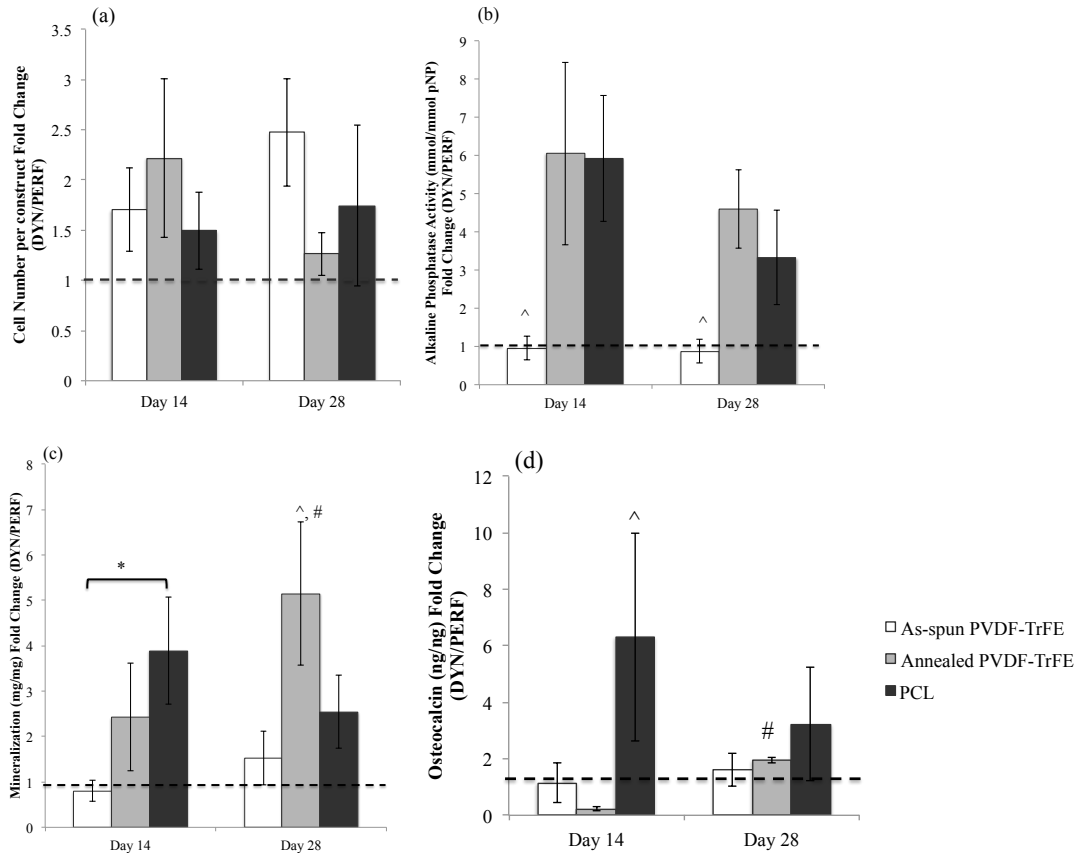 (a)
Cell Number per construct Fold Change
(DYN/PERF)
3.5
3
2.5
2
1.5
1
0.5
0
Day 14
Day 28
(b)
Alkaline Phosphatase Activity (mmol/mmol pNP)
Fold Change (DYN/PERF)
9
8
7
6
5
4
3
2
1
0
^
^
Day 14
Day 28
(c)
Mineralization (mg/mg) Fold Change (DYN/PERF)
8
7
6
5
4
3
2
1
0
*
^, #
Day 14
Day 28
(d)
Osteocalcin (ng/ng) Fold Change
(DYN/PERF)
12
10
8
6
4
2
0
^
#
Day 14
Day 28
As-spun PVDF-TrFE
Annealed PVDF-TrFE
PCL